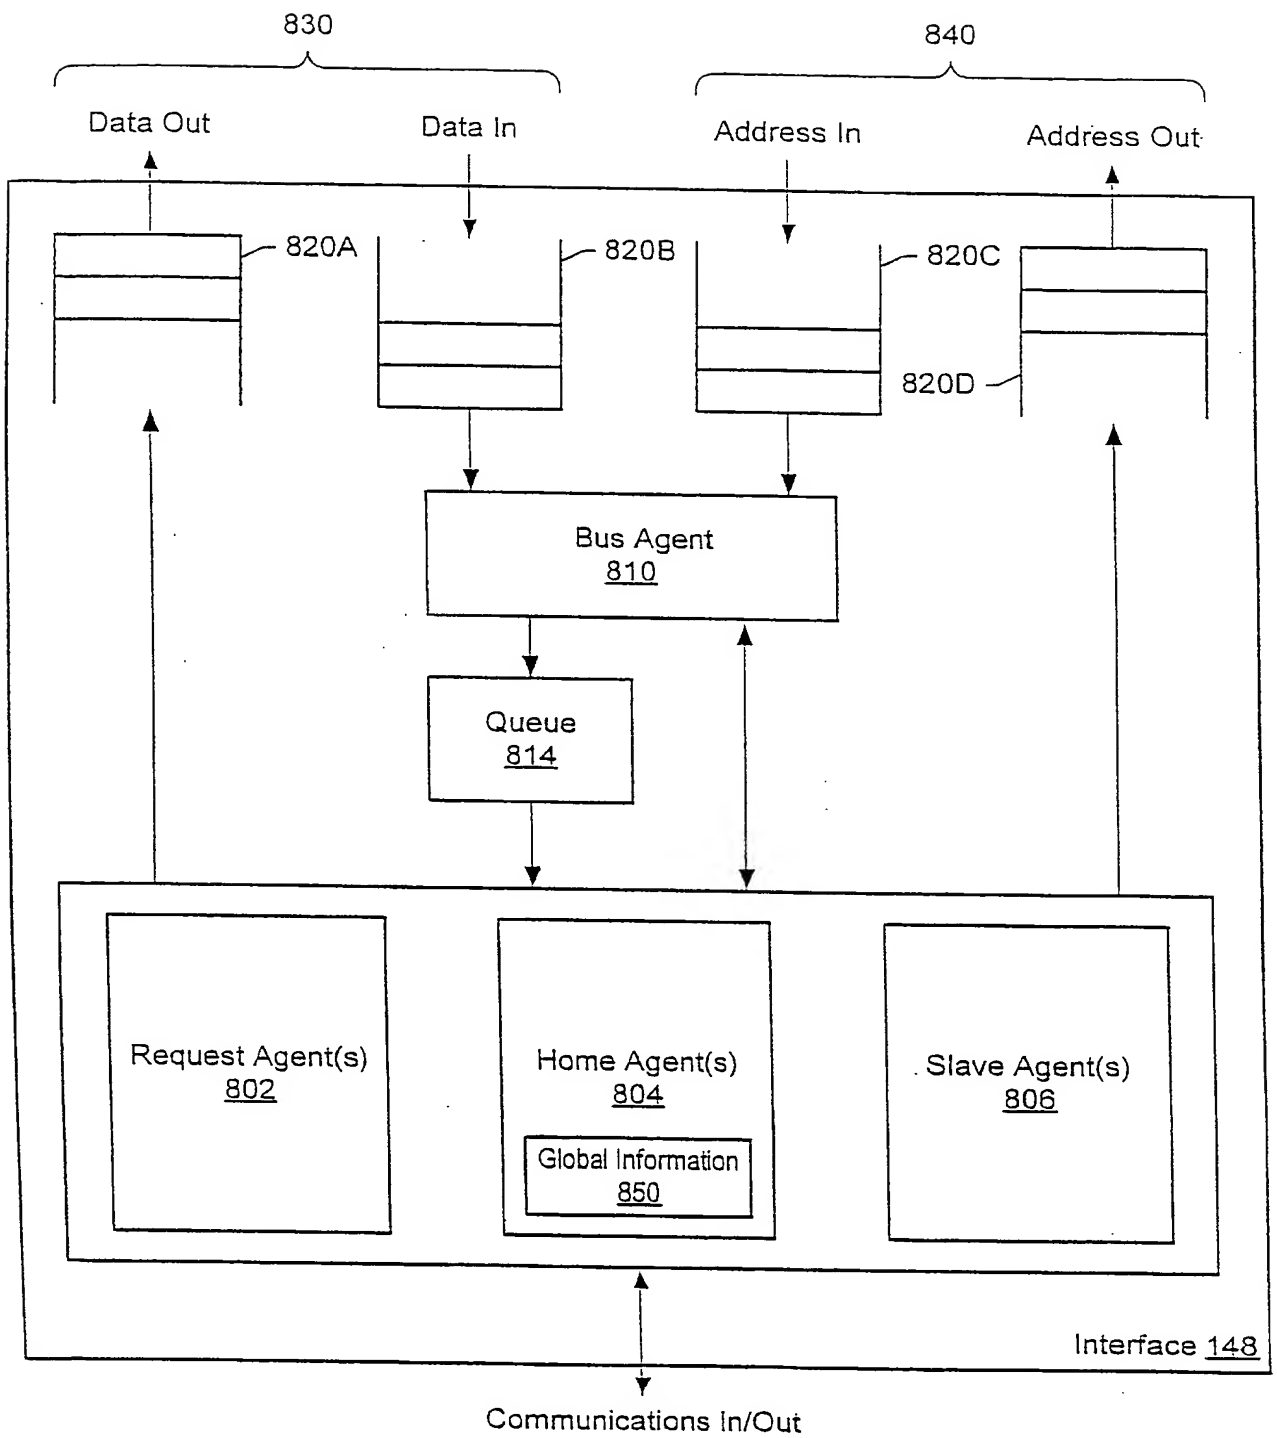 830
840
Data Out
Data In
Address In
Address Out
820A
820B
820C
820D
Bus Agent
810
Queue
814
Request Agent(s)
802
Home Agent(s)
804
Slave Agent(s)
806
Global Information
850
Interface 148
Communications In/Out